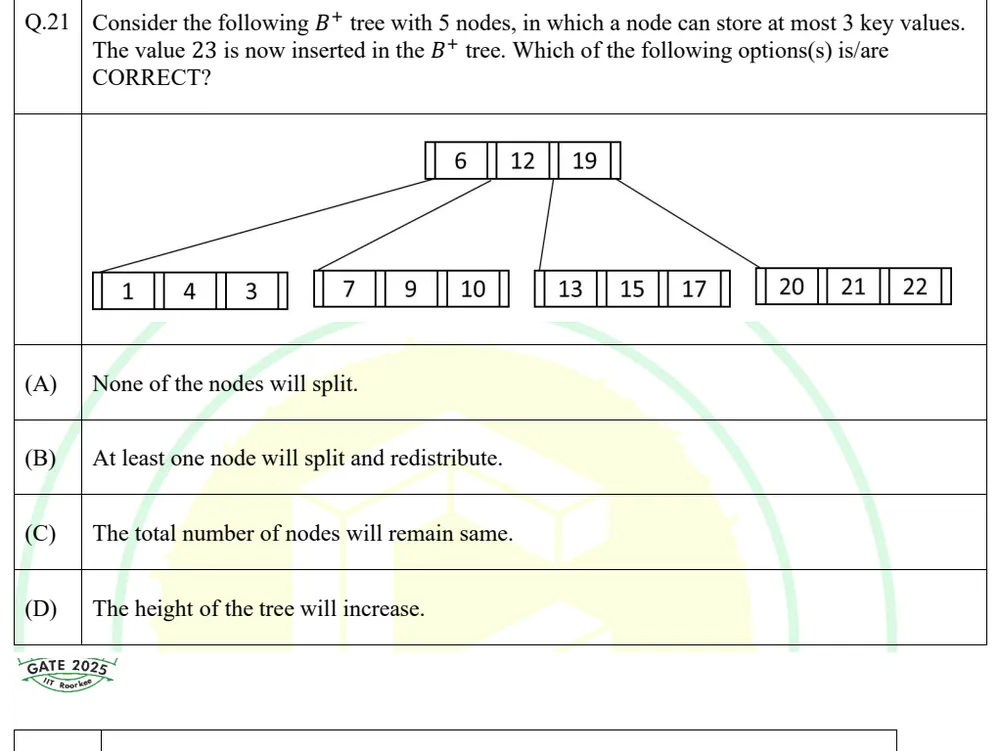 Q.21 Consider the following B+ tree with 5 nodes, in which a node can store at most 3 key values.
The value 23 is now inserted in the B+ tree. Which of the following options(s) is/are
CORRECT?
6 12 19
1 4 3 7 9 10 13 15 17 20 21 22
(A) None of the nodes will split.
(B) At least one node will split and redistribute.
(C) The total number of nodes will remain same.
(D) The height of the tree will increase.
GATE 2025
IIT Roorkee